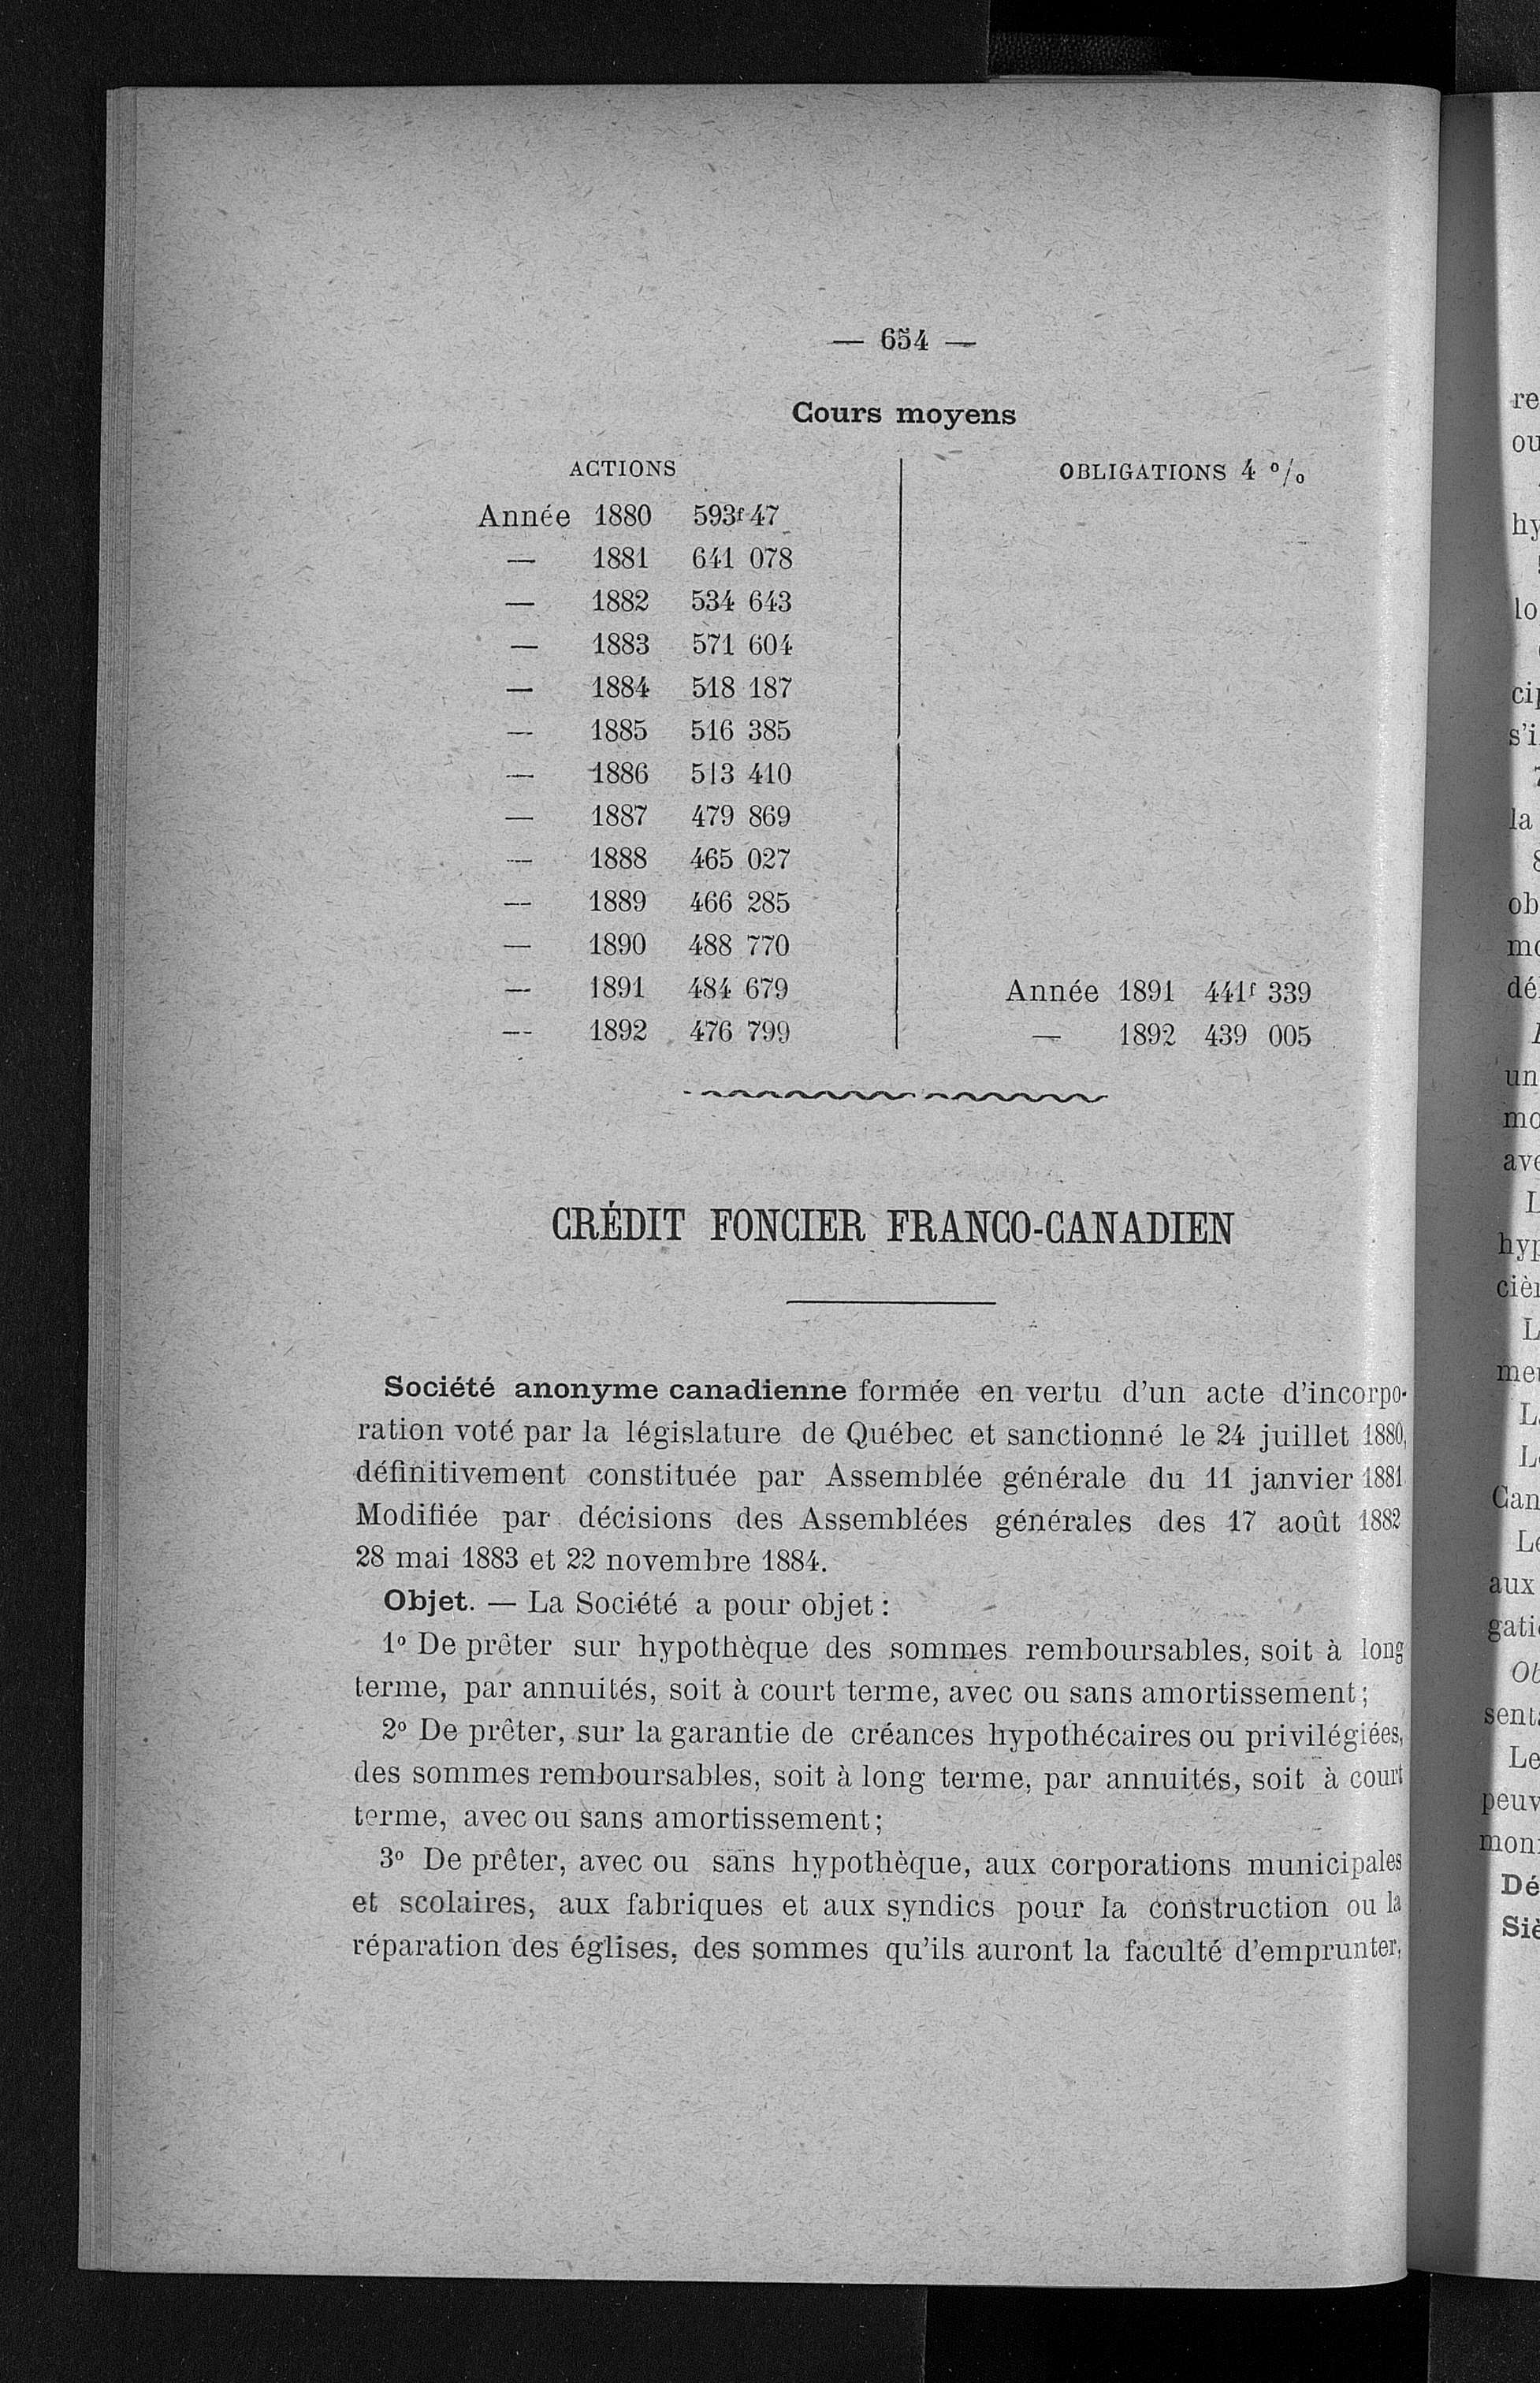 — 654 —
Cours moyens
ACTIONS
Année 1880 593f 47
— 1881 641 078
— 1882 534 643
— 1883 571 604
— 1884 518 187
— 1885 516 385
— 1886 513 410
— 1887 479 869
— 1888 465 027
— 1889 466 285
— 1890 488 770
— 1891 484 679
— 1892 476 799
OBLIGATIONS 4 %
Année 1891 441f 339
— 1892 439 005
CRÉDIT FONCIER FRANCO-CANADIEN
Société anonyme canadienne formée en vertu d'un acte d'incorpo-
ration voté par la législature de Québec et sanctionné le 24 juillet 1880,
définitivement constituée par Assemblée générale du 11 janvier 1881
Modifiée par décisions des Assemblées générales des 17 août 1882
28 mai 1883 et 22 novembre 1884.
Objet. — La Société a pour objet :
1º De prêter sur hypothèque des sommes remboursables, soit à long
terme, par annuités, soit à court terme, avec ou sans amortissement ;
2º De prêter, sur la garantie de créances hypothécaires ou privilégiées,
des sommes remboursables, soit à long terme, par annuités, soit à court
terme, avec ou sans amortissement ;
3º De prêter, avec ou sans hypothèque, aux corporations municipales
et scolaires, aux fabriques et aux syndics pour la construction ou la
réparation des églises, des sommes qu'ils auront la faculté d'emprunter,